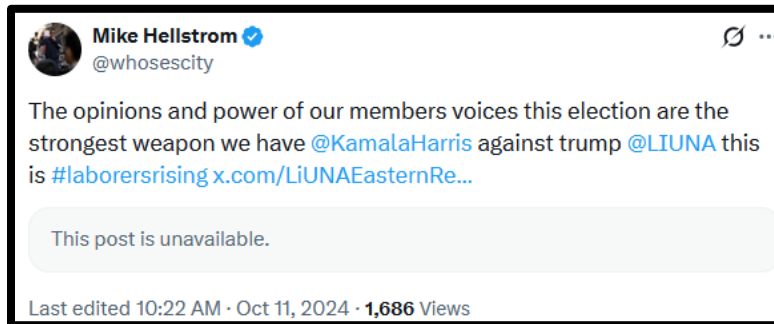 Mike Hellstrom
@whosescity
The opinions and power of our members voices this election are the
strongest weapon we have @KamalaHarris against trump @LIUNA this
is #laborersrising x.com/LiUNAEasternRe...
This post is unavailable.
Last edited 10:22 AM · Oct 11, 2024 · 1,686 Views